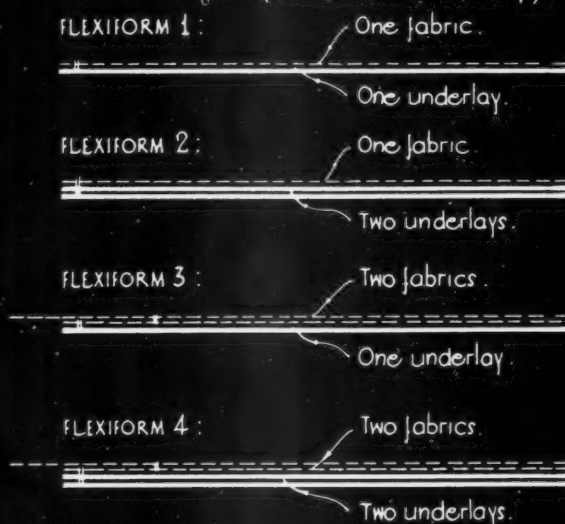 FLEXIFORM 1: One fabric.
One underlay.
FLEXIFORM 2: One fabric.
Two underlays.
FLEXIFORM 3: Two fabrics.
One underlay.
FLEXIFORM 4: Two fabrics.
Two underlays.